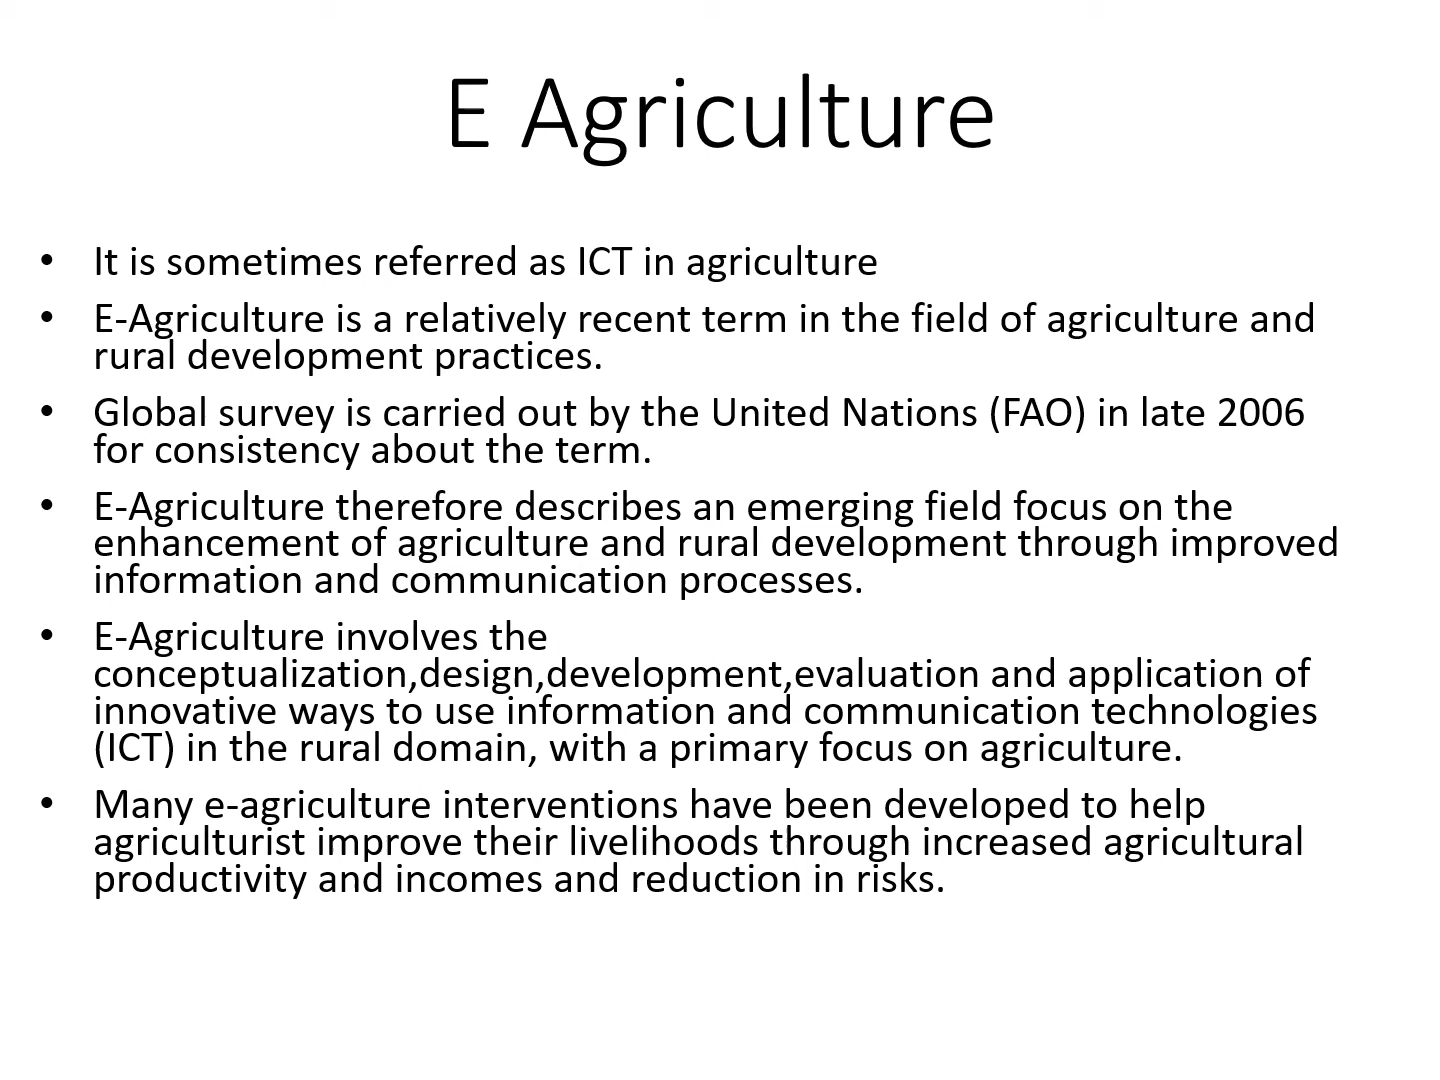 E Agriculture
• It is sometimes referred as ICT in agriculture
• E-Agriculture is a relatively recent term in the field of agriculture and
rural development practices.
• Global survey is carried out by the United Nations (FAO) in late 2006
for consistency about the term.
• E-Agriculture therefore describes an emerging field focus on the
enhancement of agriculture and rural development through improved
information and communication processes.
• E-Agriculture involves the
conceptualization,design,development,evaluation and application of
innovative ways to use information and communication technologies
(ICT) in the rural domain, with a primary focus on agriculture.
• Many e-agriculture interventions have been developed to help
agriculturist improve their livelihoods through increased agricultural
productivity and incomes and reduction in risks.